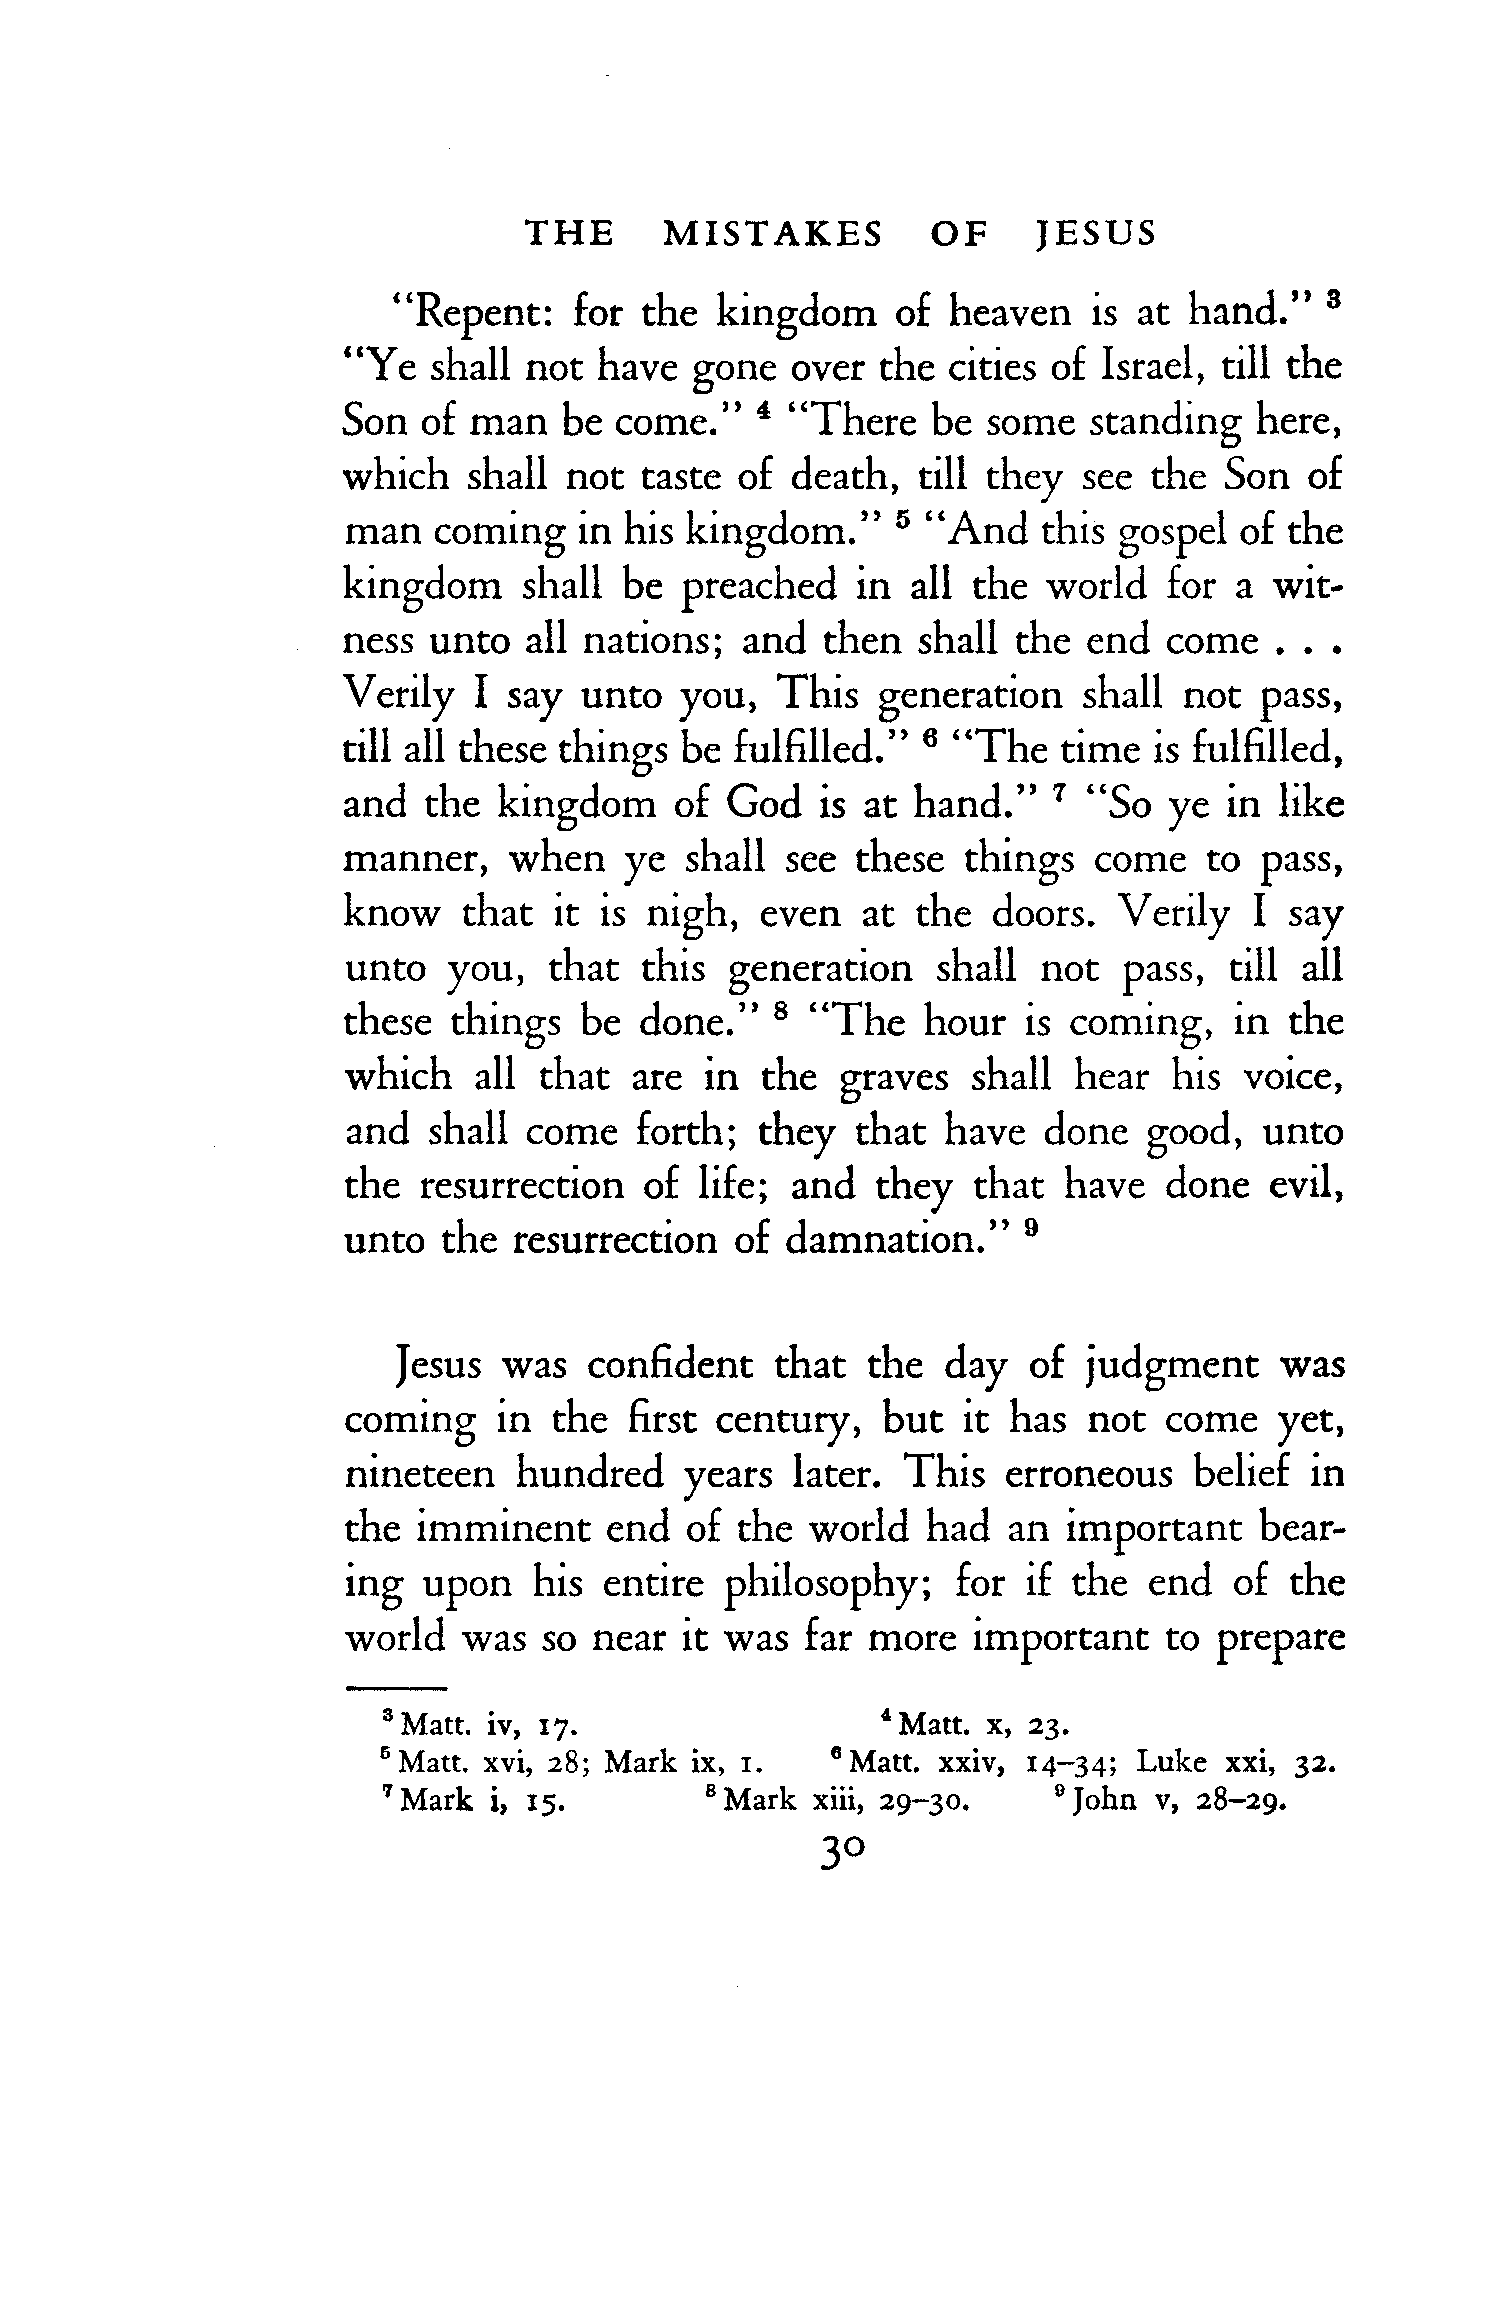 THE MISTAKES OF JESUS
“Repent: for the kingdom of heaven is at hand.” ³
“Ye shall not have gone over the cities of Israel, till the
Son of man be come.” ⁴ “There be some standing here,
which shall not taste of death, till they see the Son of
man coming in his kingdom.” ⁵ “And this gospel of the
kingdom shall be preached in all the world for a wit-
ness unto all nations; and then shall the end come . . .
Verily I say unto you, This generation shall not pass,
till all these things be fulfilled.” ⁶ “The time is fulfilled,
and the kingdom of God is at hand.” ⁷ “So ye in like
manner, when ye shall see these things come to pass,
know that it is nigh, even at the doors. Verily I say
unto you, that this generation shall not pass, till all
these things be done.” ⁸ “The hour is coming, in the
which all that are in the graves shall hear his voice,
and shall come forth; they that have done good, unto
the resurrection of life; and they that have done evil,
unto the resurrection of damnation.” ⁹
Jesus was confident that the day of judgment was
coming in the first century, but it has not come yet,
nineteen hundred years later. This erroneous belief in
the imminent end of the world had an important bear-
ing upon his entire philosophy; for if the end of the
world was so near it was far more important to prepare
³ Matt. iv, 17. ⁴ Matt. x, 23.
⁵ Matt. xvi, 28; Mark ix, 1. ⁶ Matt. xxiv, 14–34; Luke xxi, 32.
⁷ Mark i, 15. ⁸ Mark xiii, 29–30. ⁹ John v, 28–29.
30